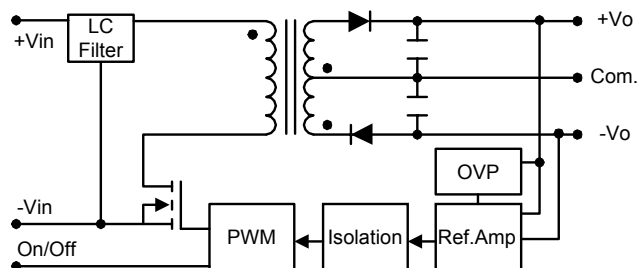 +Vin
LC
Filter
+Vo
Com.
-Vo
OVP
-Vin
On/Off
PWM
Isolation
Ref.Amp